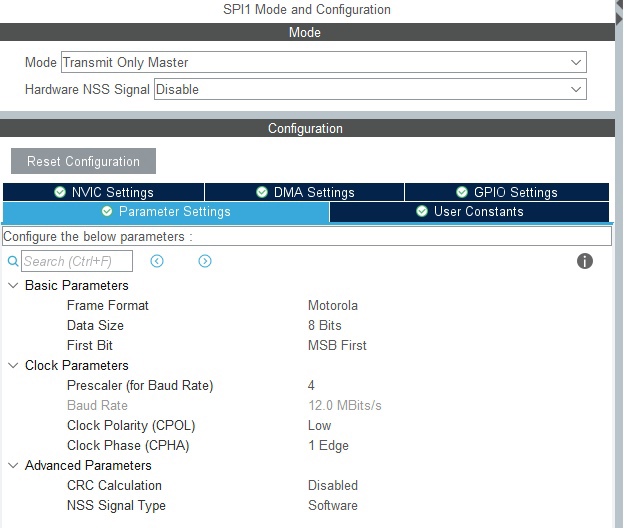 SPI1 Mode and Configuration
Mode
Mode Transmit Only Master
Hardware NSS Signal Disable
Configuration
Reset Configuration
NVIC Settings DMA Settings GPIO Settings
Parameter Settings User Constants
Configure the below parameters :
Search (Ctrl+F)
Basic Parameters
Frame Format Motorola
Data Size 8 Bits
First Bit MSB First
Clock Parameters
Prescaler (for Baud Rate) 4
Baud Rate 12.0 MBits/s
Clock Polarity (CPOL) Low
Clock Phase (CPHA) 1 Edge
Advanced Parameters
CRC Calculation Disabled
NSS Signal Type Software